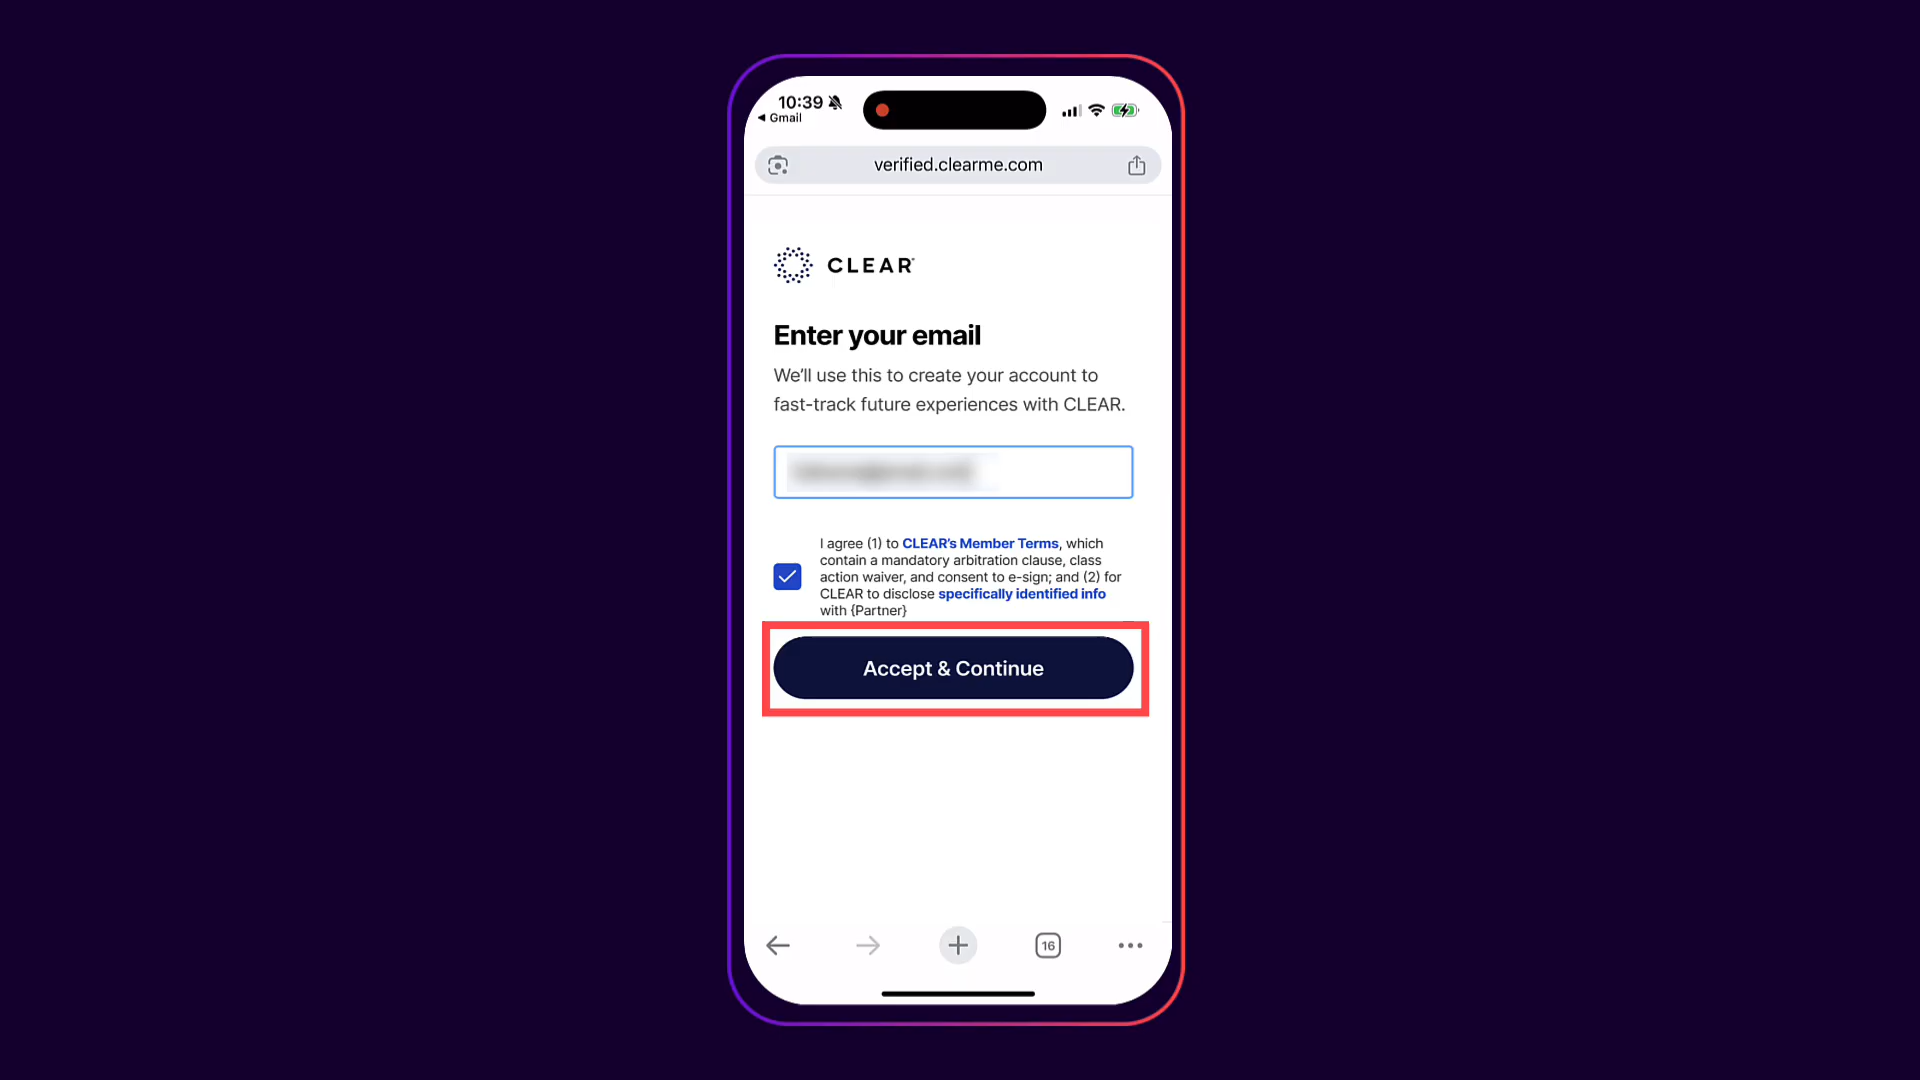 10:39
◀ Gmail
verified.clearme.com
CLEAR
Enter your email
We’ll use this to create your account to
fast-track future experiences with CLEAR.
I agree (1) to CLEAR’s Member Terms, which
contain a mandatory arbitration clause, class
action waiver, and consent to e-sign; and (2) for
CLEAR to disclose specifically identified info
with {Partner}
Accept & Continue
16